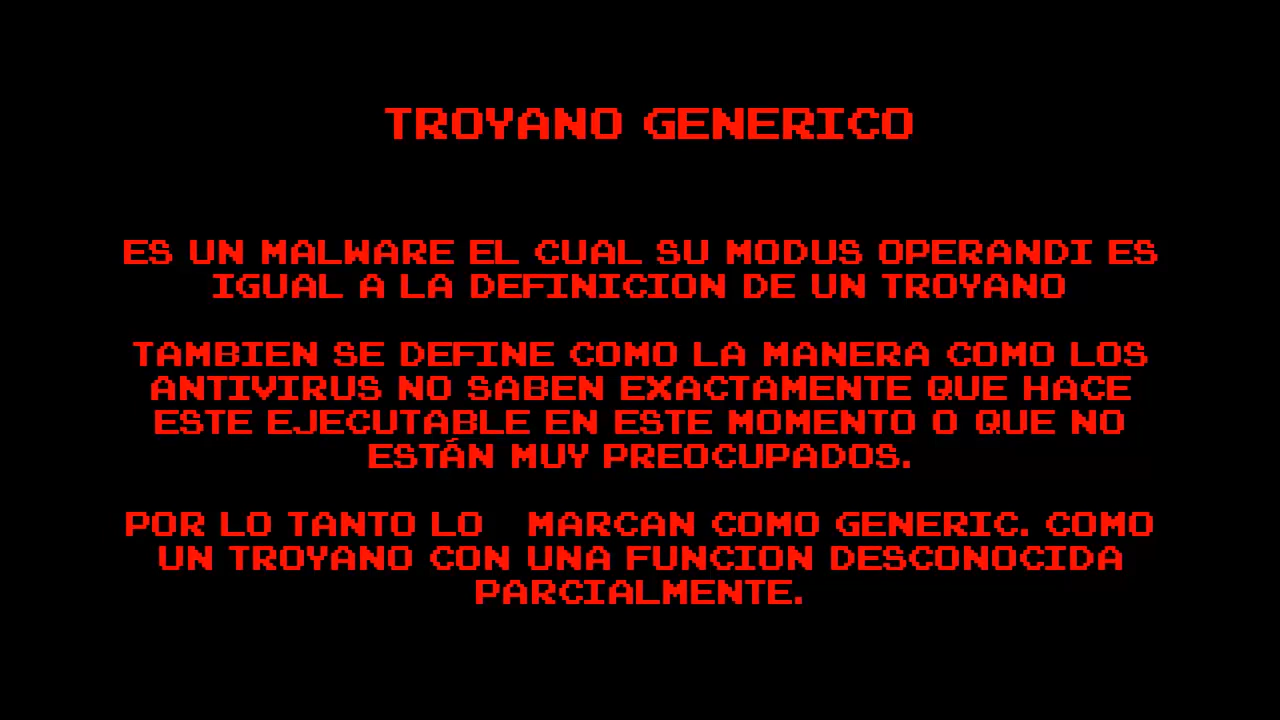 TROYANO GENERICO
ES UN MALWARE EL CUAL SU MODUS OPERANDI ES
IGUAL A LA DEFINICION DE UN TROYANO
TAMBIEN SE DEFINE COMO LA MANERA COMO LOS
ANTIVIRUS NO SABEN EXACTAMENTE QUE HACE
ESTE EJECUTABLE EN ESTE MOMENTO O QUE NO
ESTÁN MUY PREOCUPADOS.
POR LO TANTO LO MARCAN COMO GENERIC. COMO
UN TROYANO CON UNA FUNCION DESCONOCIDA
PARCIALMENTE.